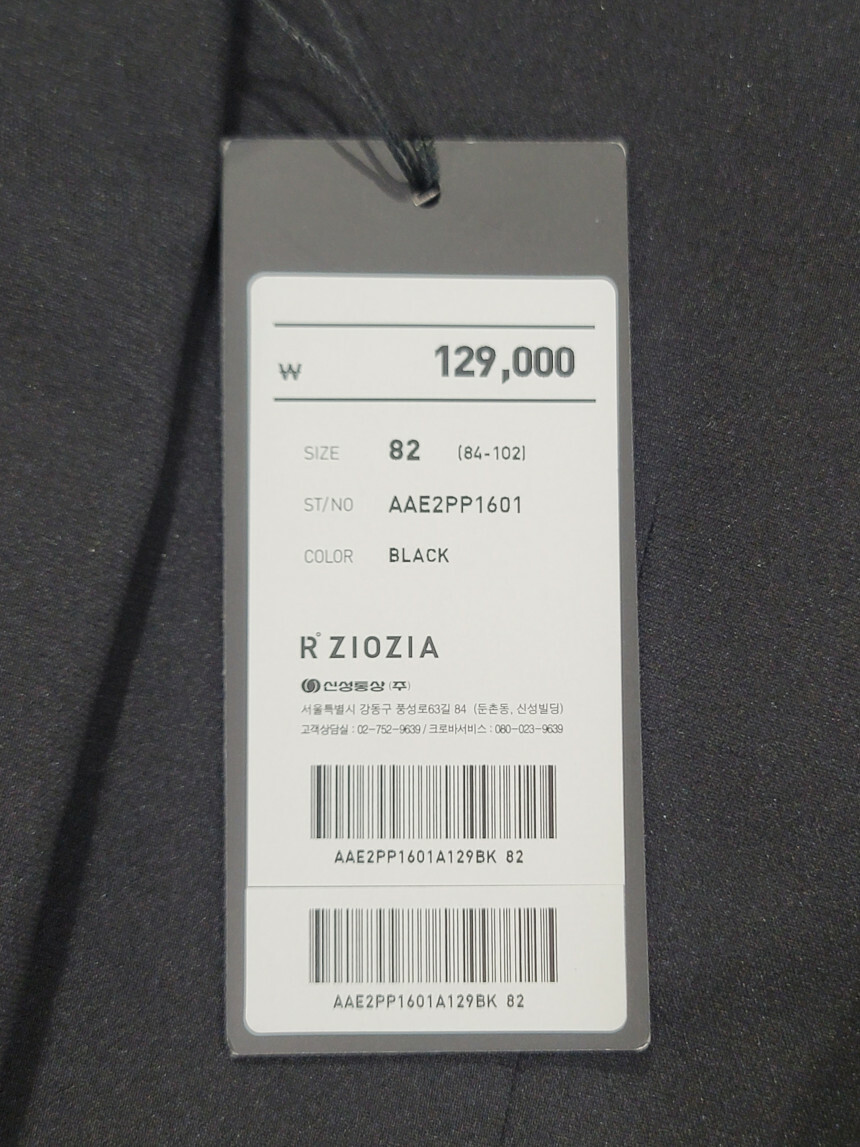 ₩ 129,000
SIZE 82 (84-102)
ST/NO AAE2PP1601
COLOR BLACK
R° ZIOZIA
신성통상(주)
서울특별시 강동구 풍성로63길 84 (둔촌동, 신성빌딩)
고객상담실 : 02-752-9639 / 크로바서비스 : 080-023-9639
AAE2PP1601A129BK 82
AAE2PP1601A129BK 82